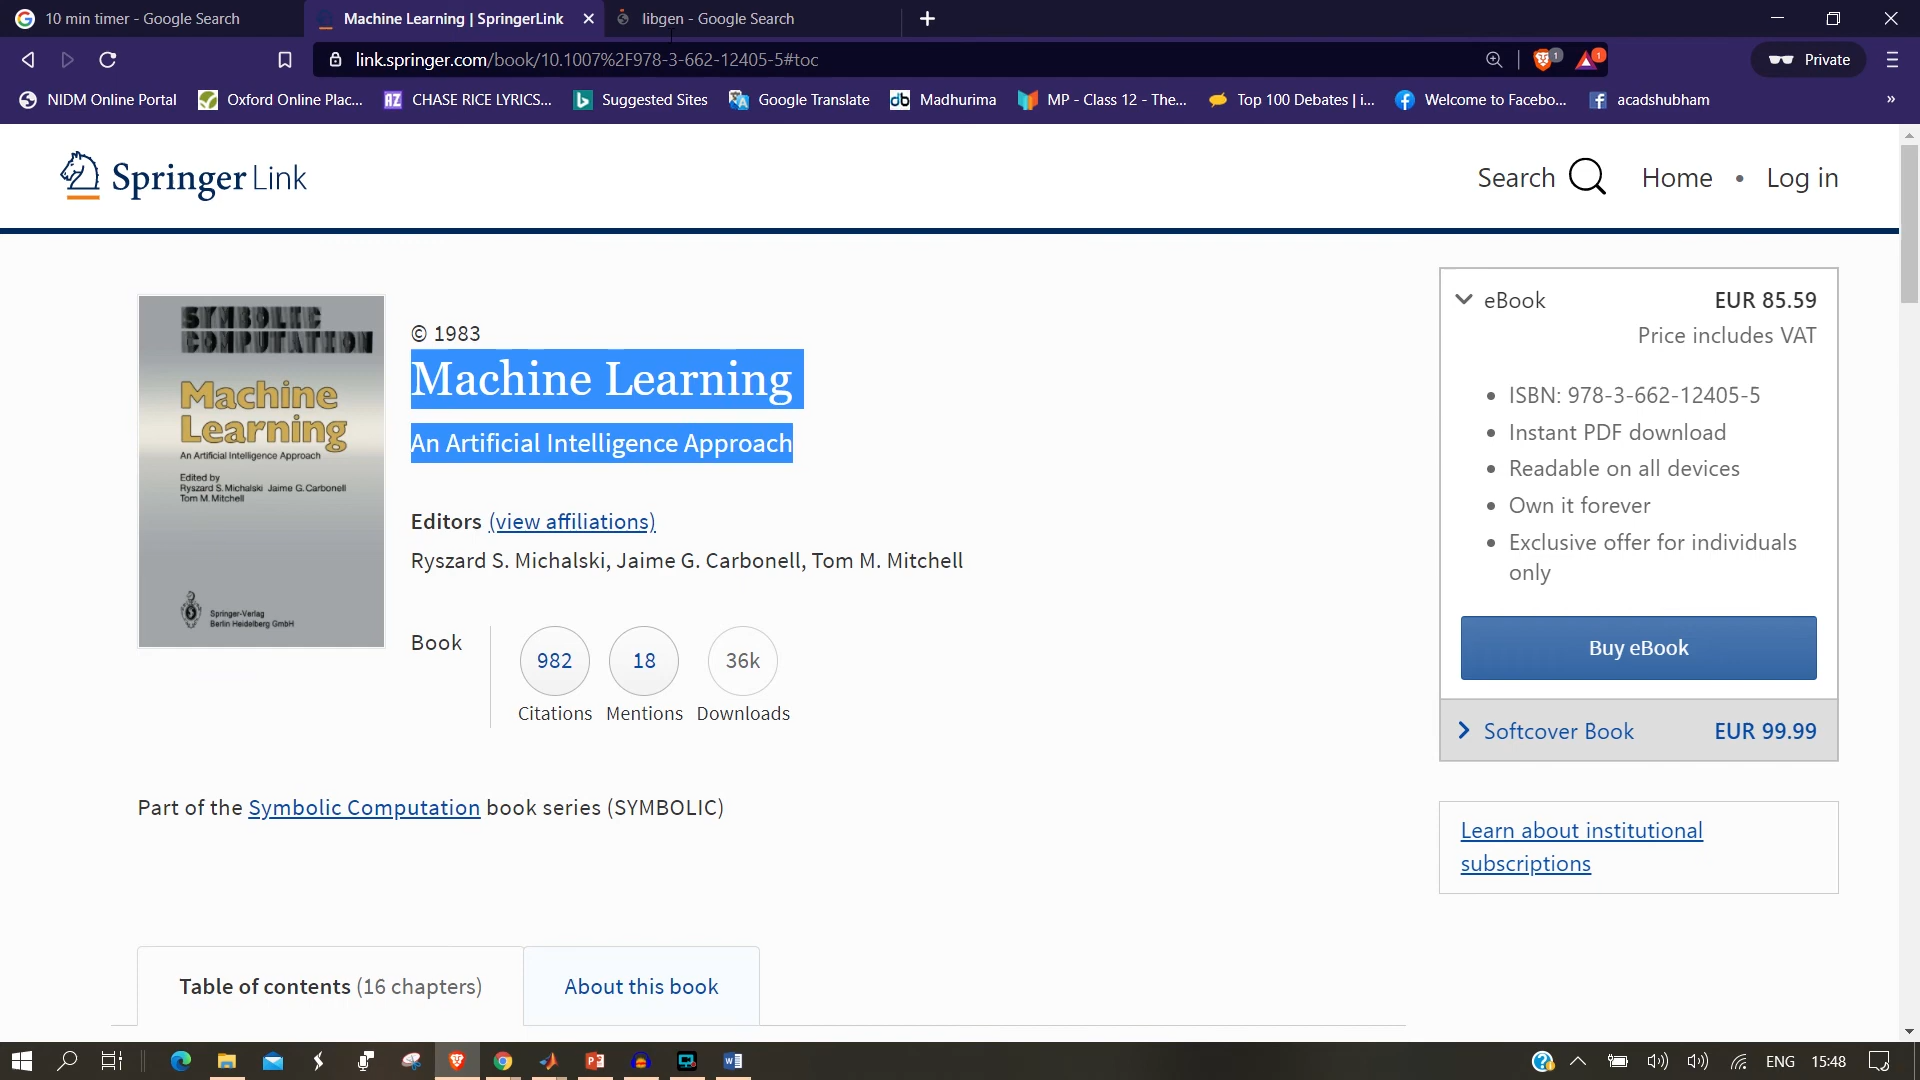 10 min timer - Google Search
Machine Learning | SpringerLink
libgen - Google Search
link.springer.com/book/10.1007%2F978-3-662-12405-5#toc
1
1
Private
NIDM Online Portal
Oxford Online Plac...
AZ
CHASE RICE LYRICS...
Suggested Sites
Google Translate
db
Madhurima
MP - Class 12 - The...
Top 100 Debates | i...
Welcome to Facebo...
acadshubham
»
Springer Link
Search
Home • Log in
SYMBOLIC
COMPUTATION
Machine
Learning
An Artificial Intelligence Approach
Edited by
Ryszard S. Michalski Jaime G. Carbonell
Tom M. Mitchell
Springer-Verlag
Berlin Heidelberg GmbH
© 1983
Machine Learning
An Artificial Intelligence Approach
Editors (view affiliations)
Ryszard S. Michalski, Jaime G. Carbonell, Tom M. Mitchell
Book
982
Citations
18
Mentions
36k
Downloads
Part of the Symbolic Computation book series (SYMBOLIC)
eBook EUR 85.59
Price includes VAT
• ISBN: 978-3-662-12405-5
• Instant PDF download
• Readable on all devices
• Own it forever
• Exclusive offer for individuals
only
Buy eBook
Softcover Book EUR 99.99
Learn about institutional
subscriptions
Table of contents (16 chapters)
About this book
ENG
15:48